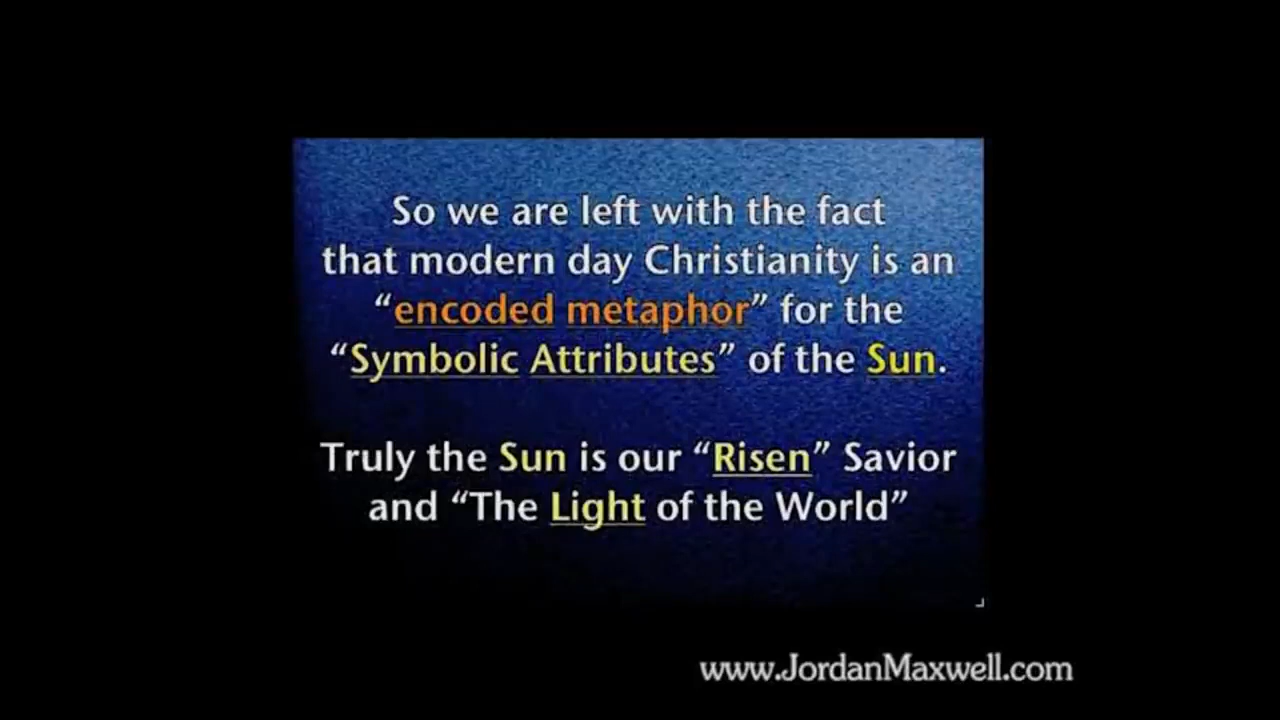 So we are left with the fact
that modern day Christianity is an
“encoded metaphor” for the
“Symbolic Attributes” of the Sun.
Truly the Sun is our “Risen” Savior
and “The Light of the World”
www.JordanMaxwell.com